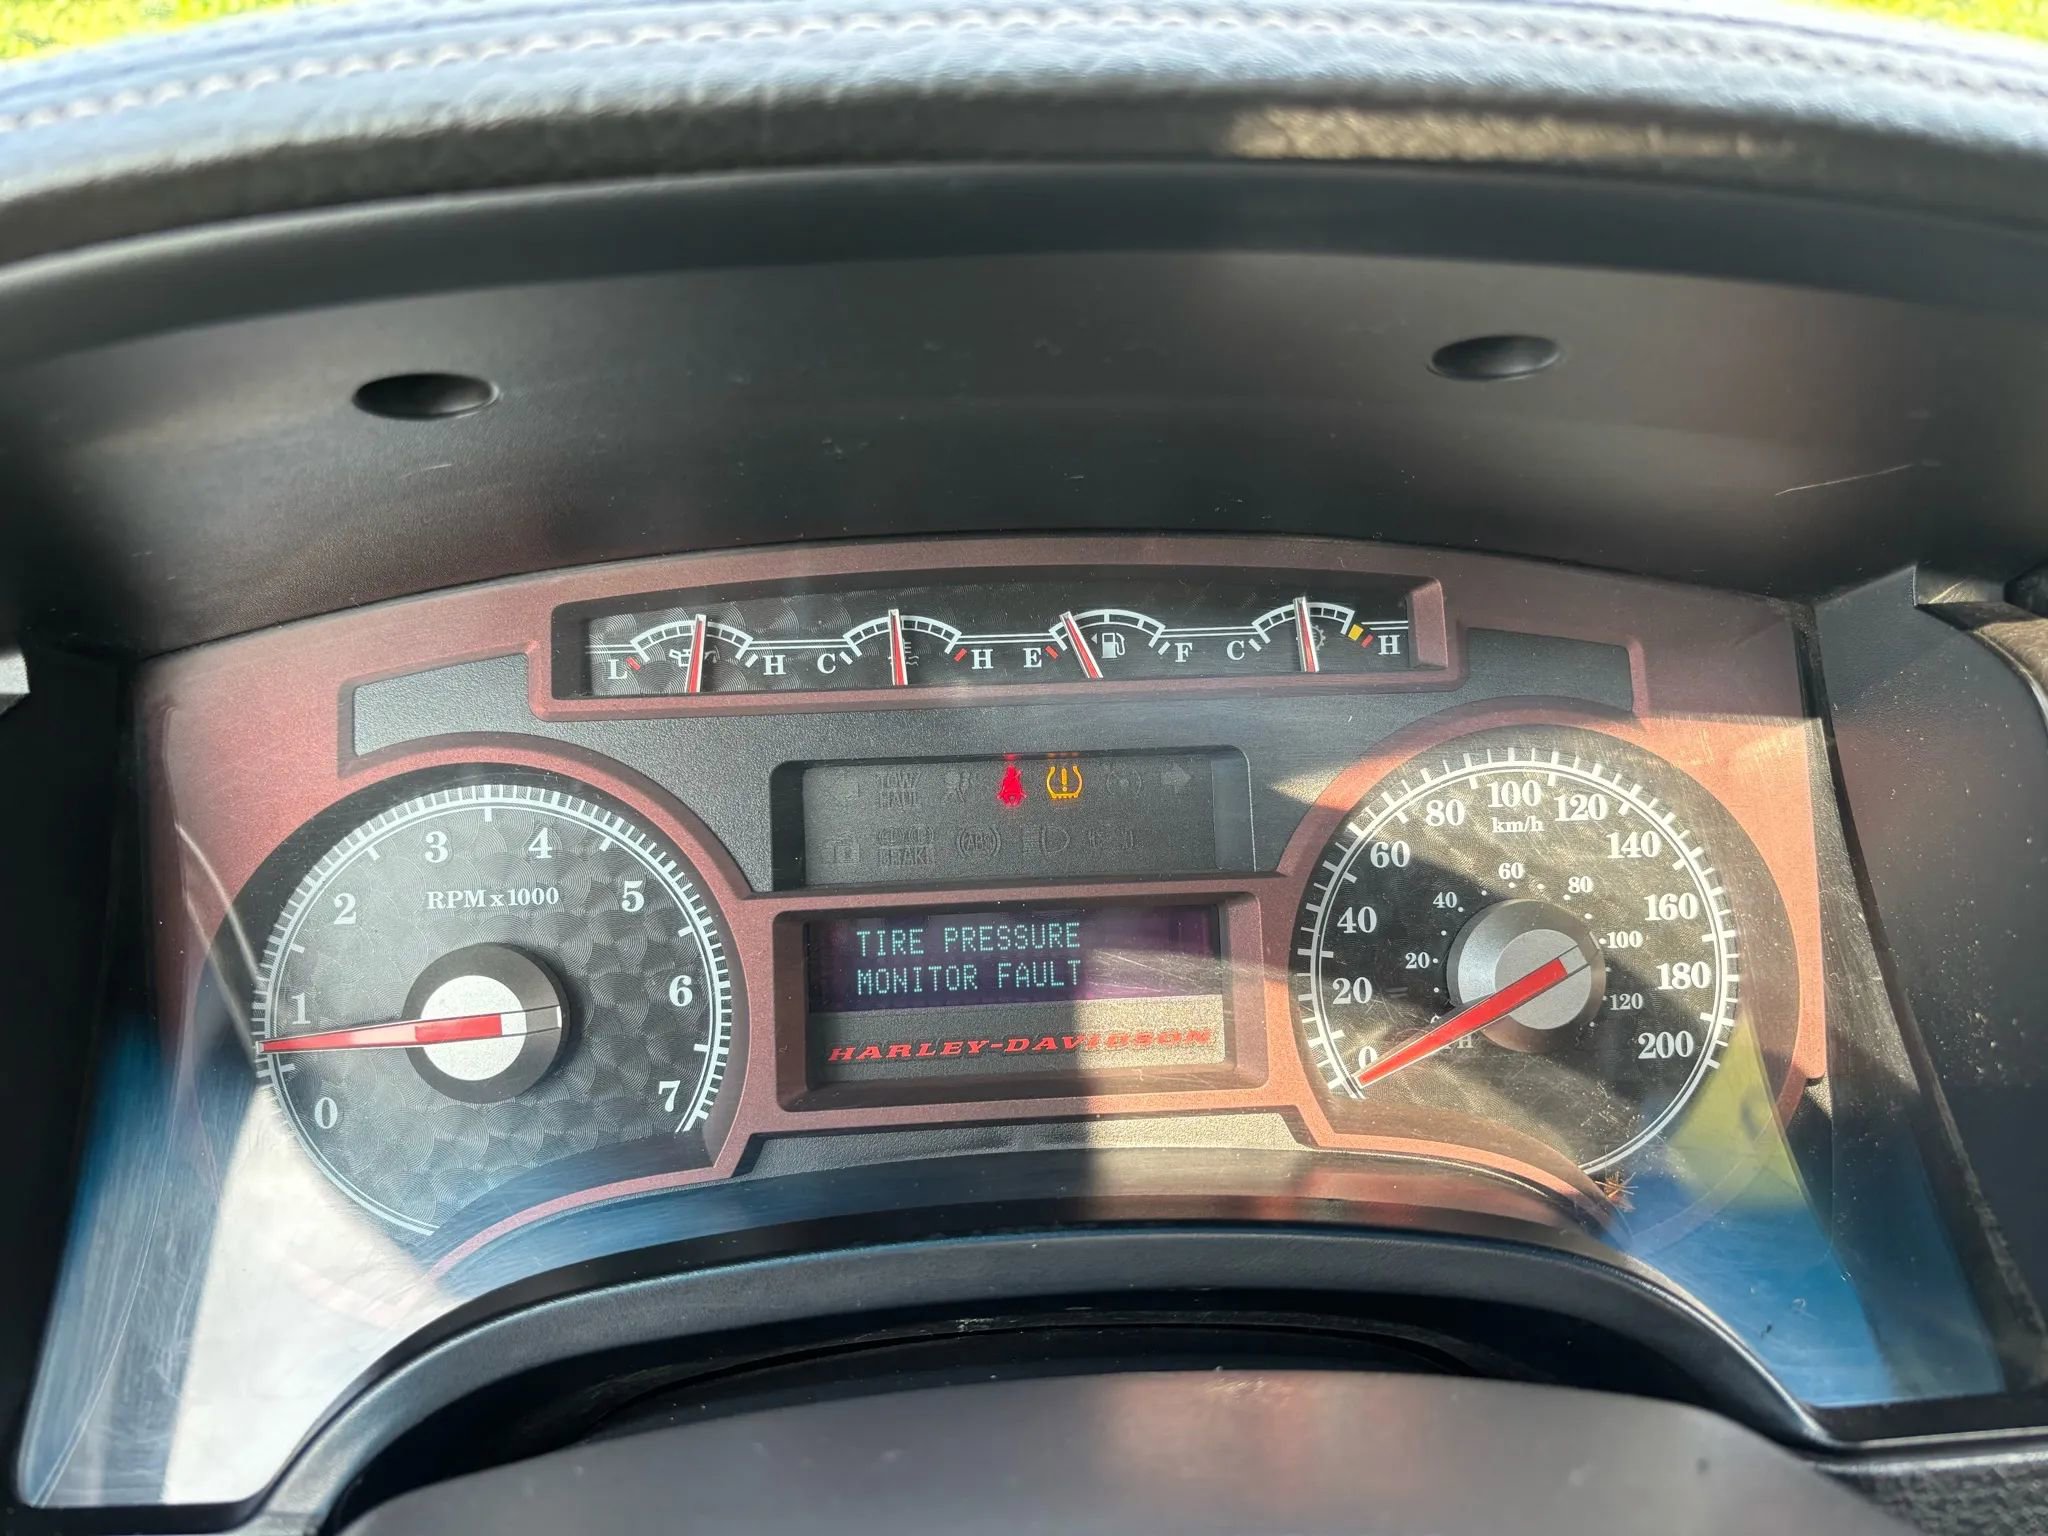 L H C H E F C H
TOW
HAUL
BRAKE
ABS
0 1 2 3 4 5 6 7
RPM x 1000
TIRE PRESSURE
MONITOR FAULT
HARLEY-DAVIDSON
0 20 40 60 80 100 120 140 160 180 200
km/h
20 40 60 80 100 120